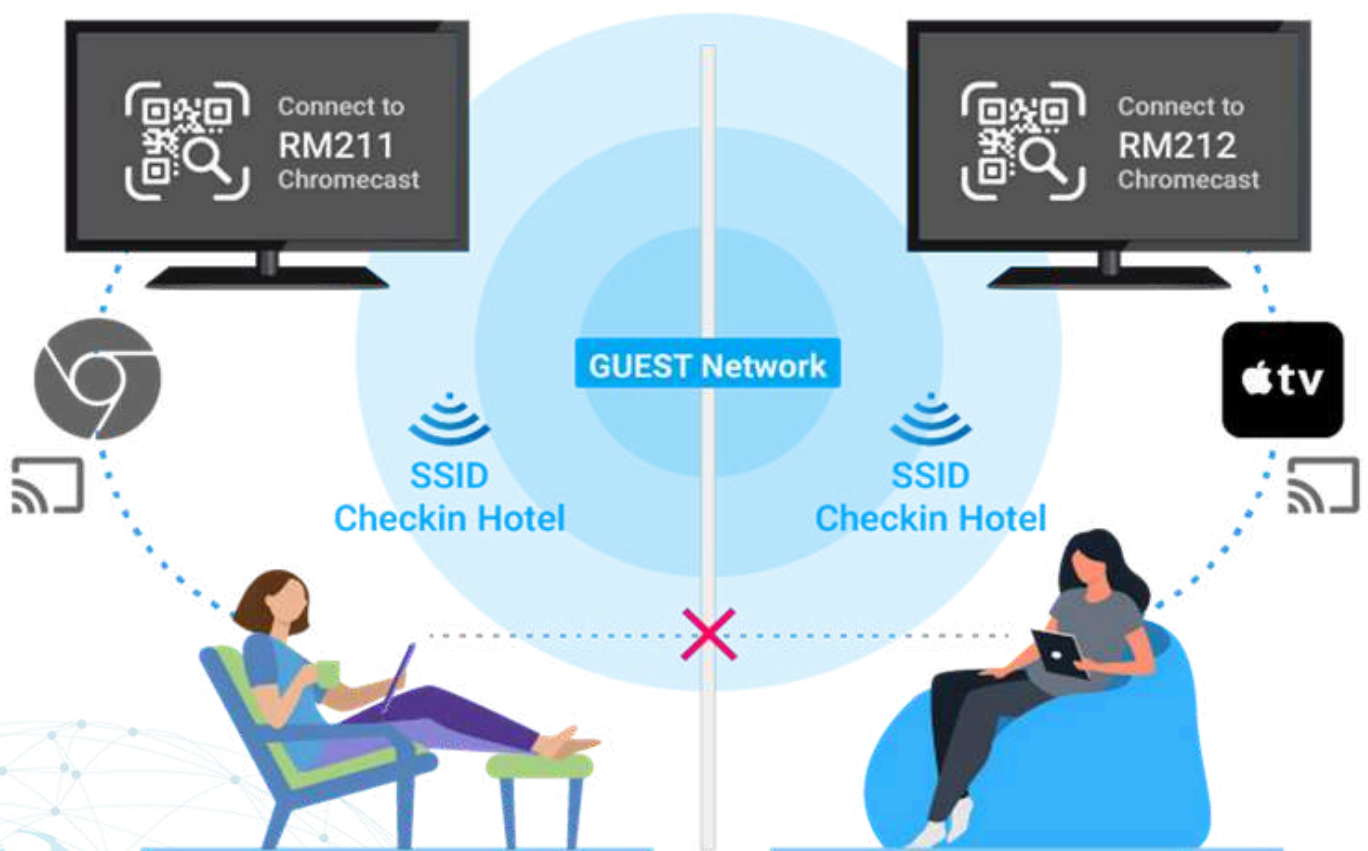 Connect to
RM211
Chromecast
Connect to
RM212
Chromecast
GUEST Network
tv
SSID
Checkin Hotel
SSID
Checkin Hotel